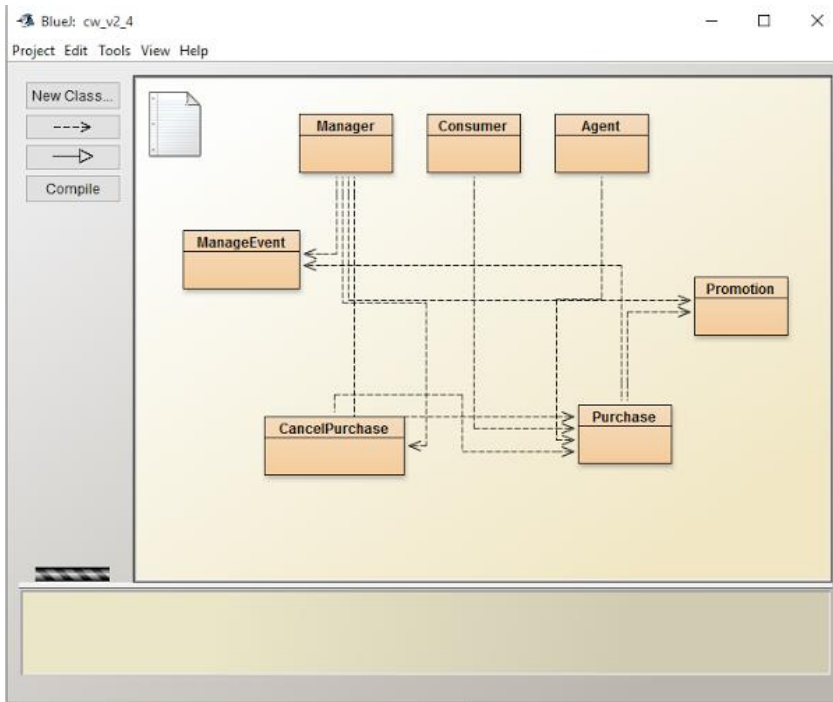 BlueJ: cw_v2_4
Project Edit Tools View Help
New Class...
Compile
Manager
Consumer
Agent
ManageEvent
Promotion
CancelPurchase
Purchase